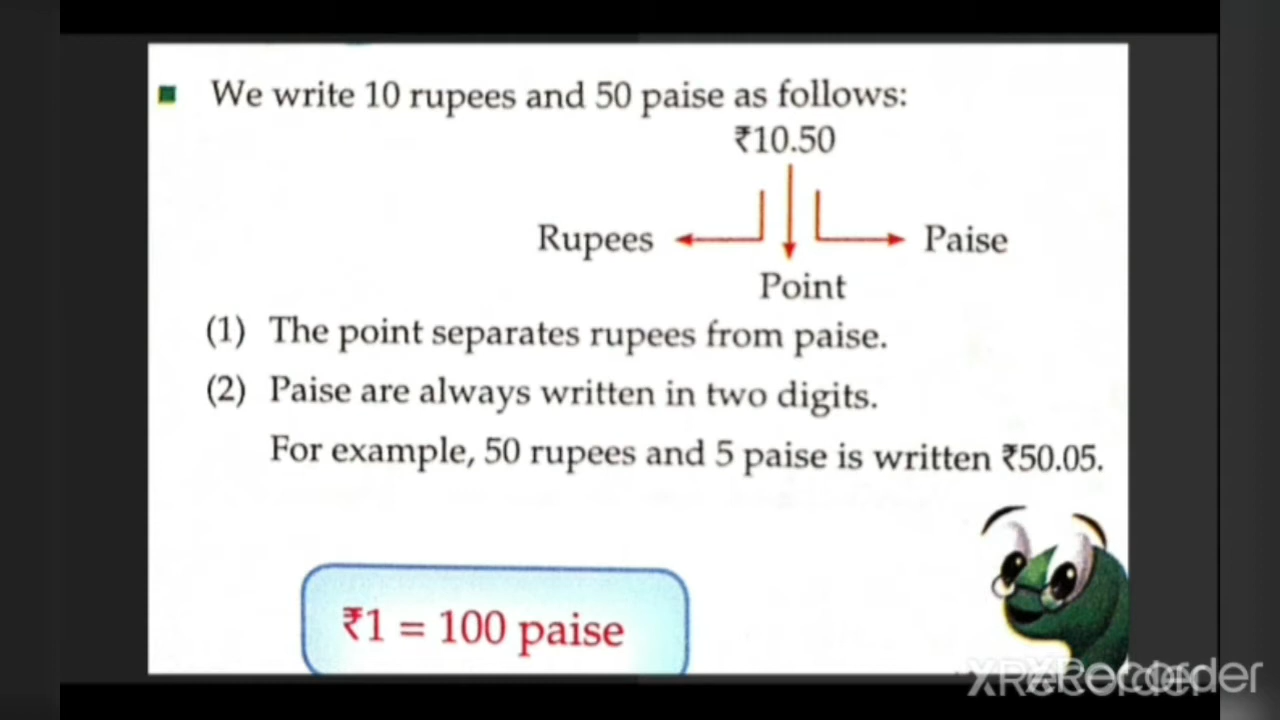 We write 10 rupees and 50 paise as follows:
₹10.50
Rupees Paise
Point
(1) The point separates rupees from paise.
(2) Paise are always written in two digits.
For example, 50 rupees and 5 paise is written ₹50.05.
₹1 = 100 paise
XRecorder